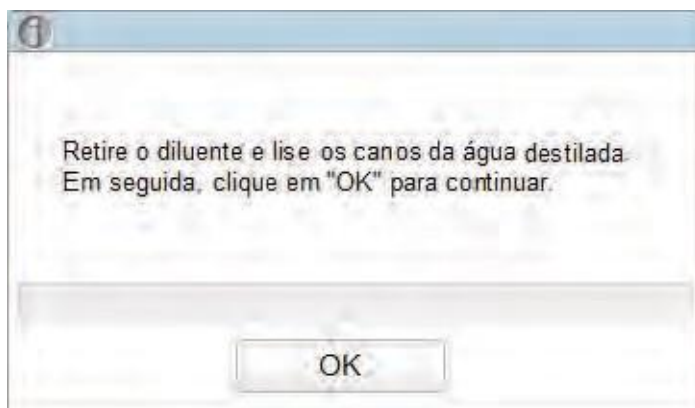 Retire o diluente e lise os canos da água destilada.
Em seguida, clique em "OK" para continuar.
OK